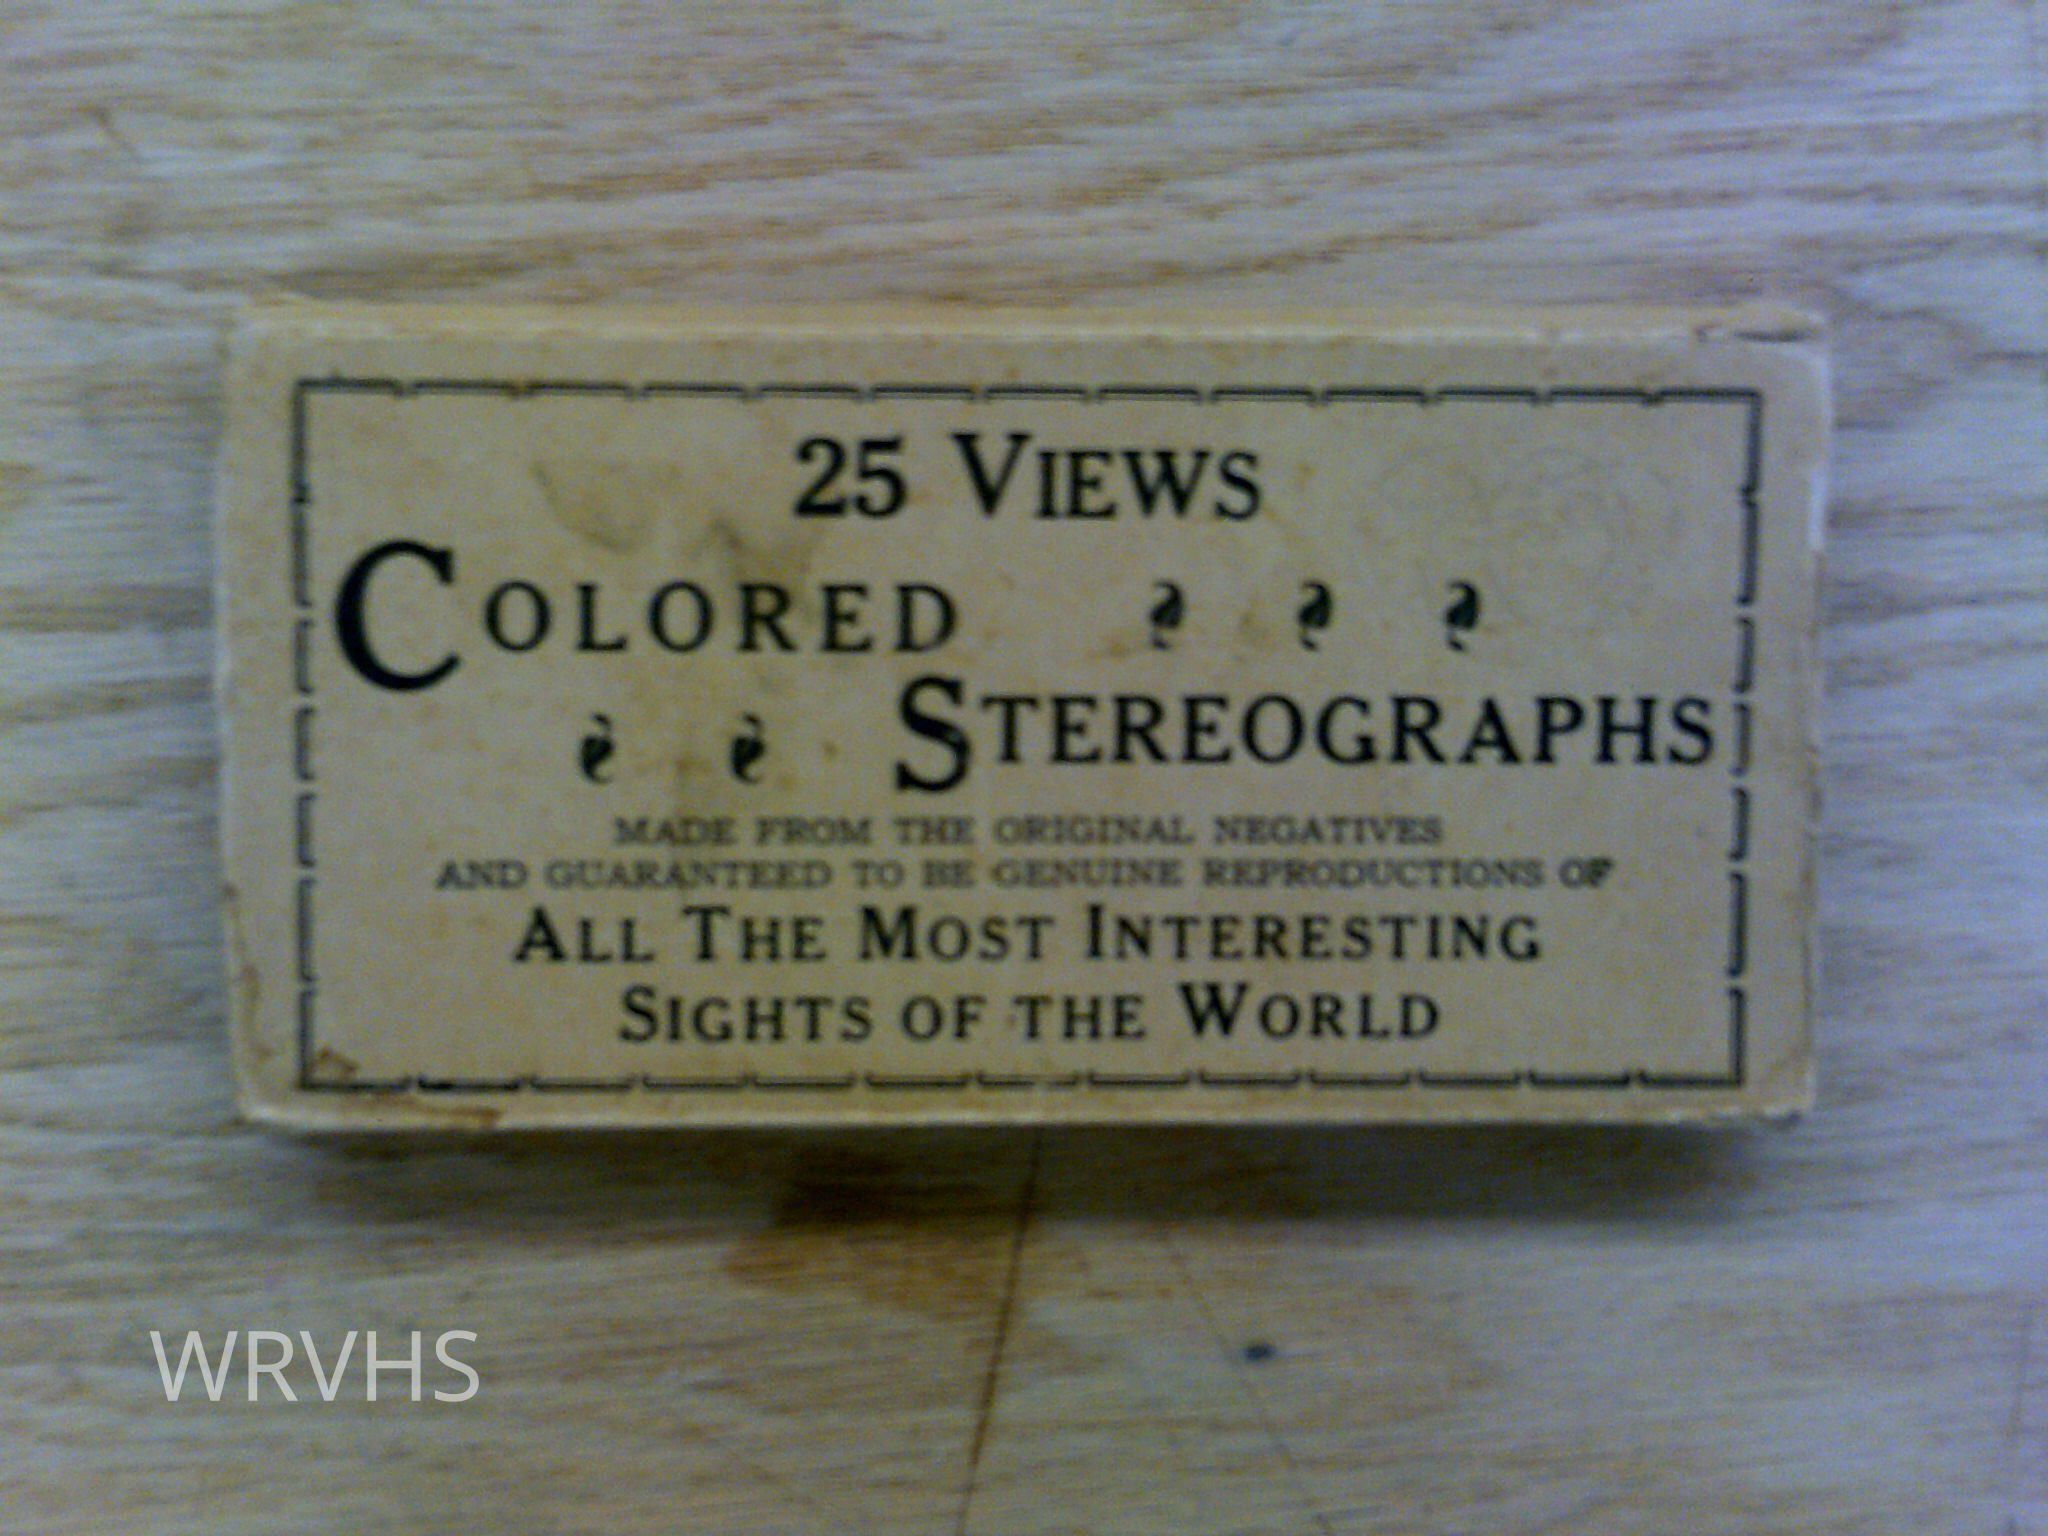 25 VIEWS
COLORED
STEREOGRAPHS
MADE FROM THE ORIGINAL NEGATIVES
AND GUARANTEED TO BE GENUINE REPRODUCTIONS OF
ALL THE MOST INTERESTING
SIGHTS OF THE WORLD
WRVHS